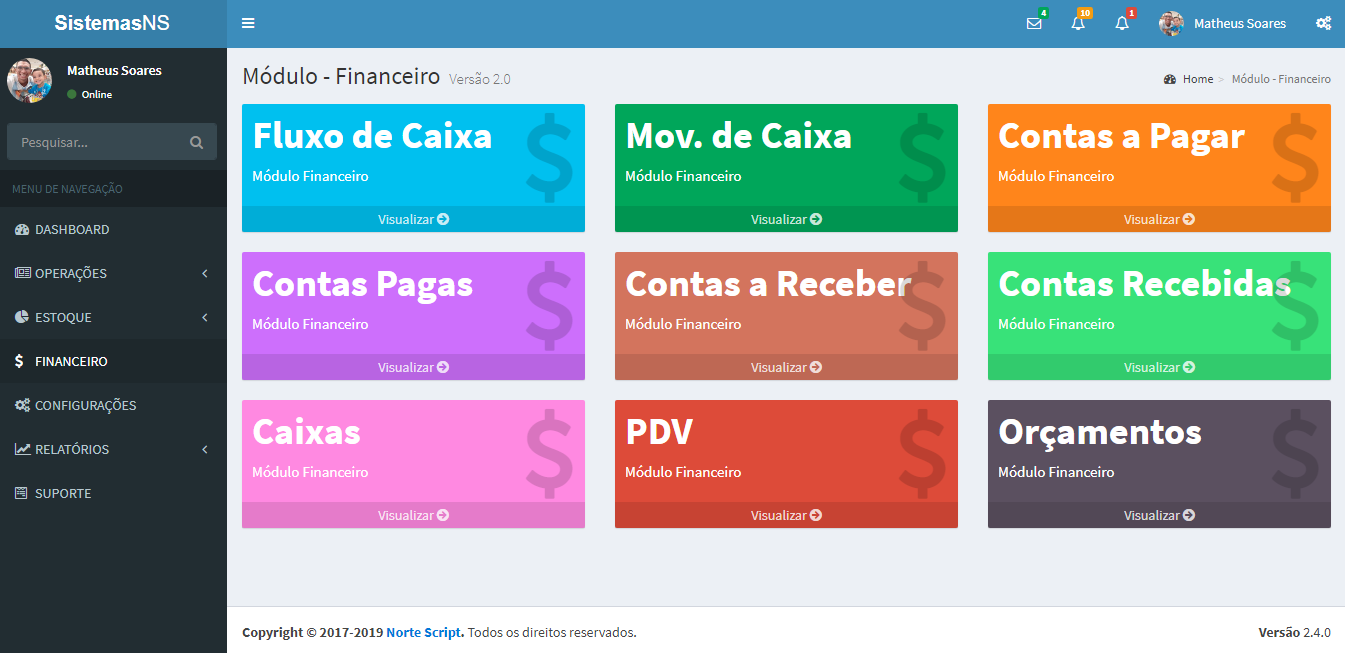 SistemasNS
4
10
1
Matheus Soares
Matheus Soares
Online
Pesquisar...
MENU DE NAVEGAÇÃO
DASHBOARD
OPERAÇÕES
ESTOQUE
FINANCEIRO
CONFIGURAÇÕES
RELATÓRIOS
SUPORTE
Módulo - Financeiro Versão 2.0
Home > Módulo - Financeiro
Fluxo de Caixa
Módulo Financeiro
Visualizar
Mov. de Caixa
Módulo Financeiro
Visualizar
Contas a Pagar
Módulo Financeiro
Visualizar
Contas Pagas
Módulo Financeiro
Visualizar
Contas a Receber
Módulo Financeiro
Visualizar
Contas Recebidas
Módulo Financeiro
Visualizar
Caixas
Módulo Financeiro
Visualizar
PDV
Módulo Financeiro
Visualizar
Orçamentos
Módulo Financeiro
Visualizar
Copyright © 2017-2019 Norte Script. Todos os direitos reservados.
Versão 2.4.0